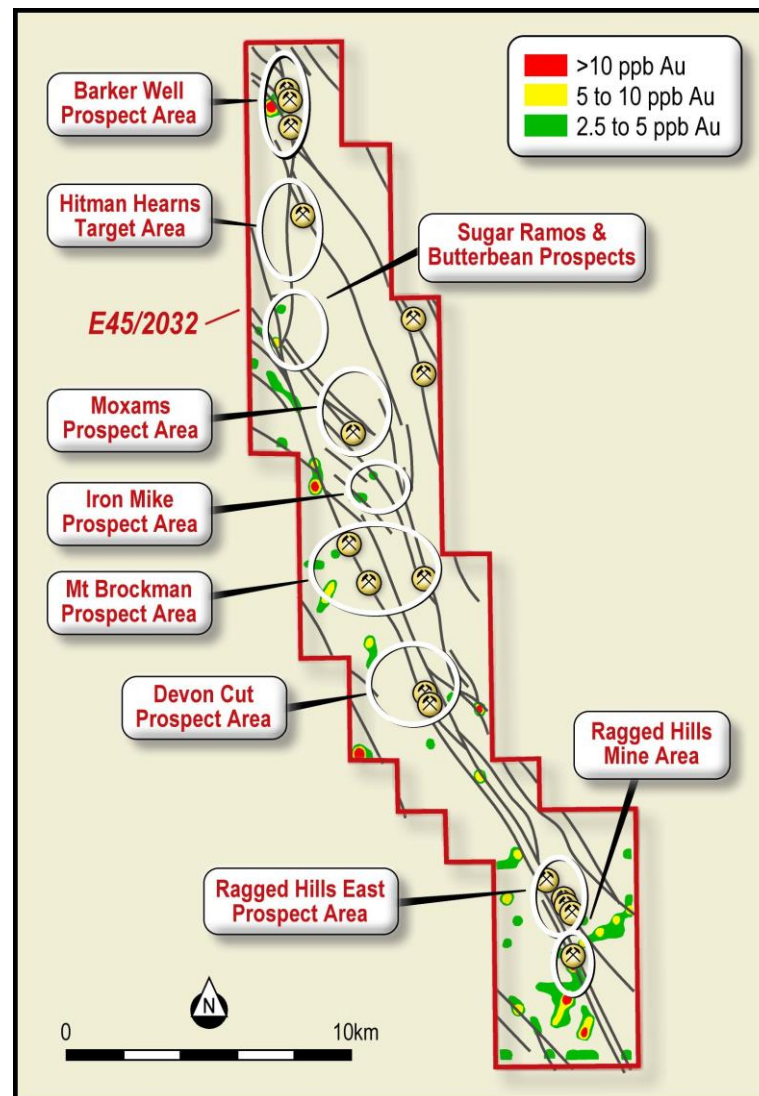 >10 ppb Au
5 to 10 ppb Au
2.5 to 5 ppb Au
Barker Well
Prospect Area
Hitman Hearns
Target Area
Sugar Ramos &
Butterbean Prospects
E45/2032
Moxams
Prospect Area
Iron Mike
Prospect Area
Mt Brockman
Prospect Area
Devon Cut
Prospect Area
Ragged Hills
Mine Area
Ragged Hills East
Prospect Area
N
0
10km